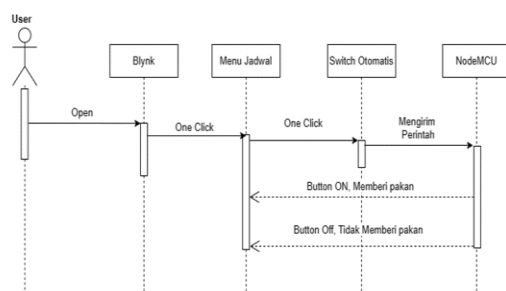 User
Blynk
Menu Jadwal
Switch Otomatis
NodeMCU
Open
One Click
One Click
Mengirim
Perintah
Button ON, Memberi pakan
Button Off, Tidak Memberi pakan